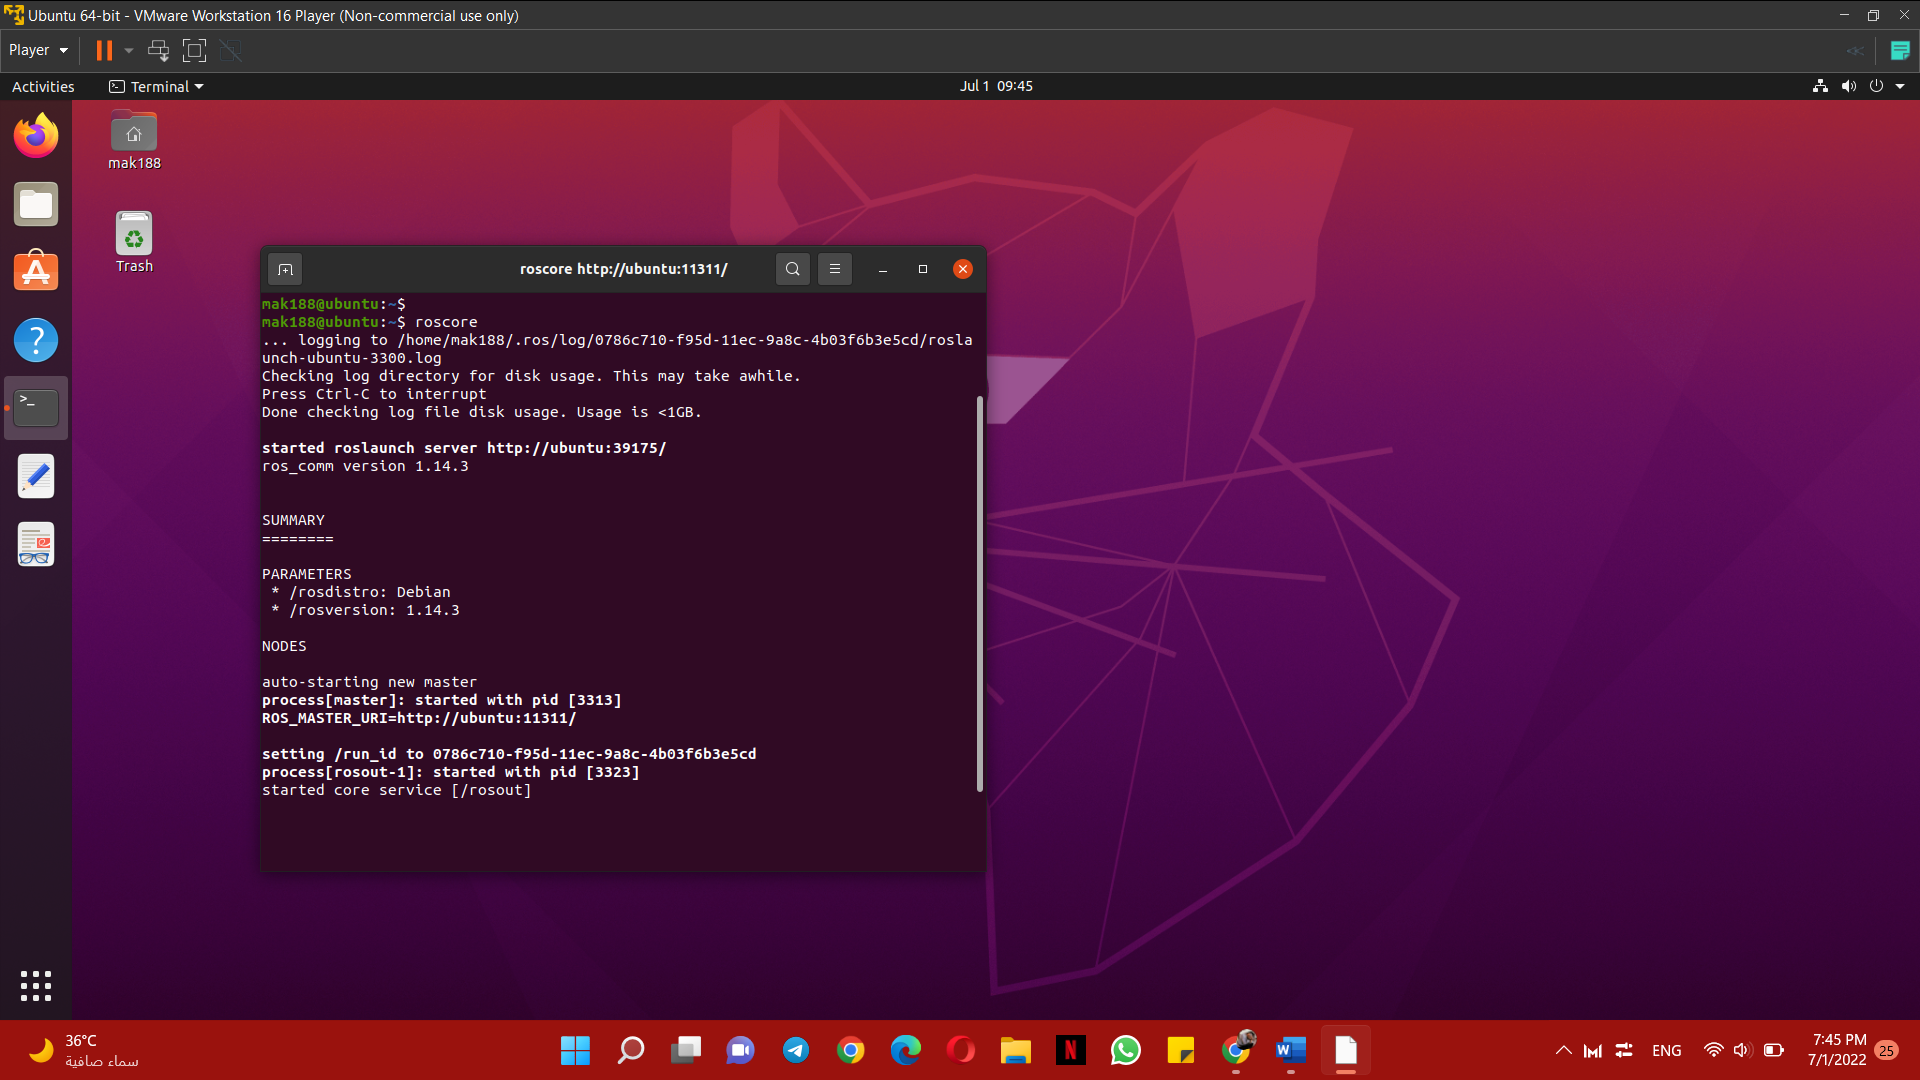 Ubuntu 64-bit - VMware Workstation 16 Player (Non-commercial use only)
Player
Activities
Terminal
Jul 1 09:45
mak188
Trash
roscore http://ubuntu:11311/
mak188@ubuntu:~$
mak188@ubuntu:~$ roscore
... logging to /home/mak188/.ros/log/0786c710-f95d-11ec-9a8c-4b03f6b3e5cd/rosla
unch-ubuntu-3300.log
Checking log directory for disk usage. This may take awhile.
Press Ctrl-C to interrupt
Done checking log file disk usage. Usage is <1GB.
started roslaunch server http://ubuntu:39175/
ros_comm version 1.14.3
SUMMARY
========
PARAMETERS
* /rosdistro: Debian
* /rosversion: 1.14.3
NODES
auto-starting new master
process[master]: started with pid [3313]
ROS_MASTER_URI=http://ubuntu:11311/
setting /run_id to 0786c710-f95d-11ec-9a8c-4b03f6b3e5cd
process[rosout-1]: started with pid [3323]
started core service [/rosout]
36°C
سماء صافية
ENG
7:45 PM
7/1/2022
25